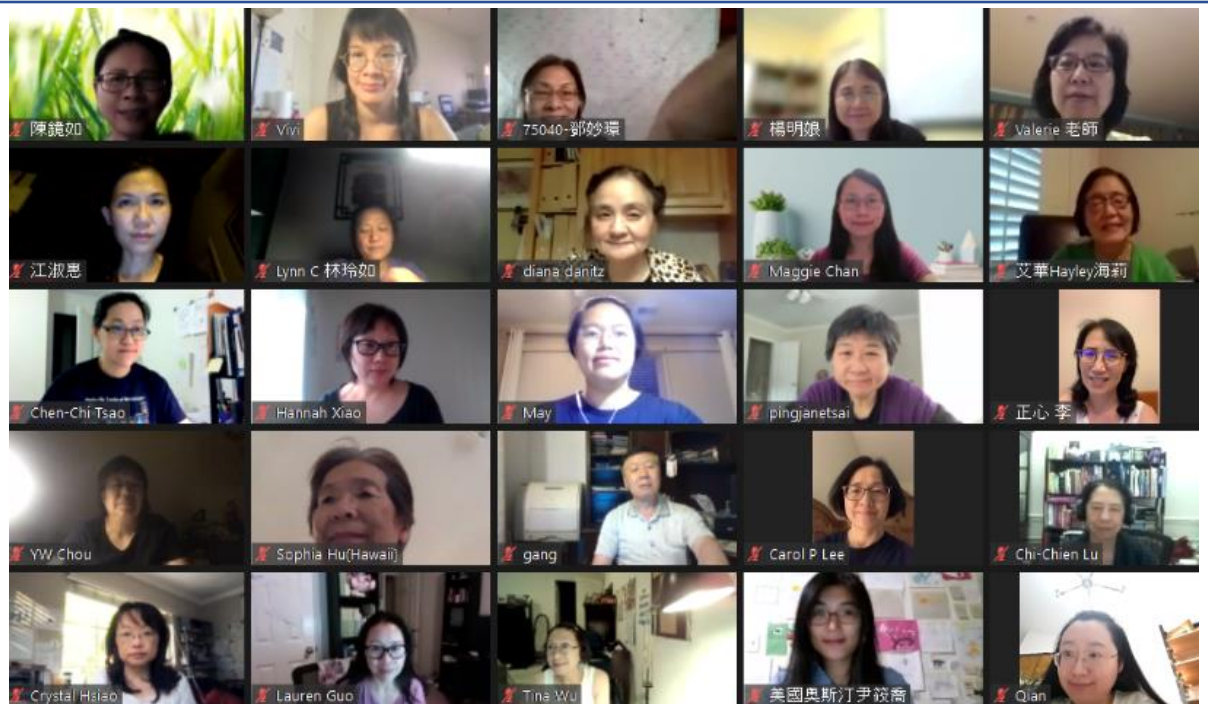 陳鏡如
Vivi
75040-鄧妙環
楊明娘
Valerie 老師
江淑惠
Lynn C 林玲如
diana danitz
Maggie Chan
艾華Hayley海莉
Chen-Chi Tsao
Hannah Xiao
May
pingjanetsai
正心 李
YW Chou
Sophia Hu(Hawaii)
gang
Carol P Lee
Chi-Chien Lu
Crystal Hsiao
Lauren Guo
Tina Wu
美國奧斯汀尹筱喬
Qian